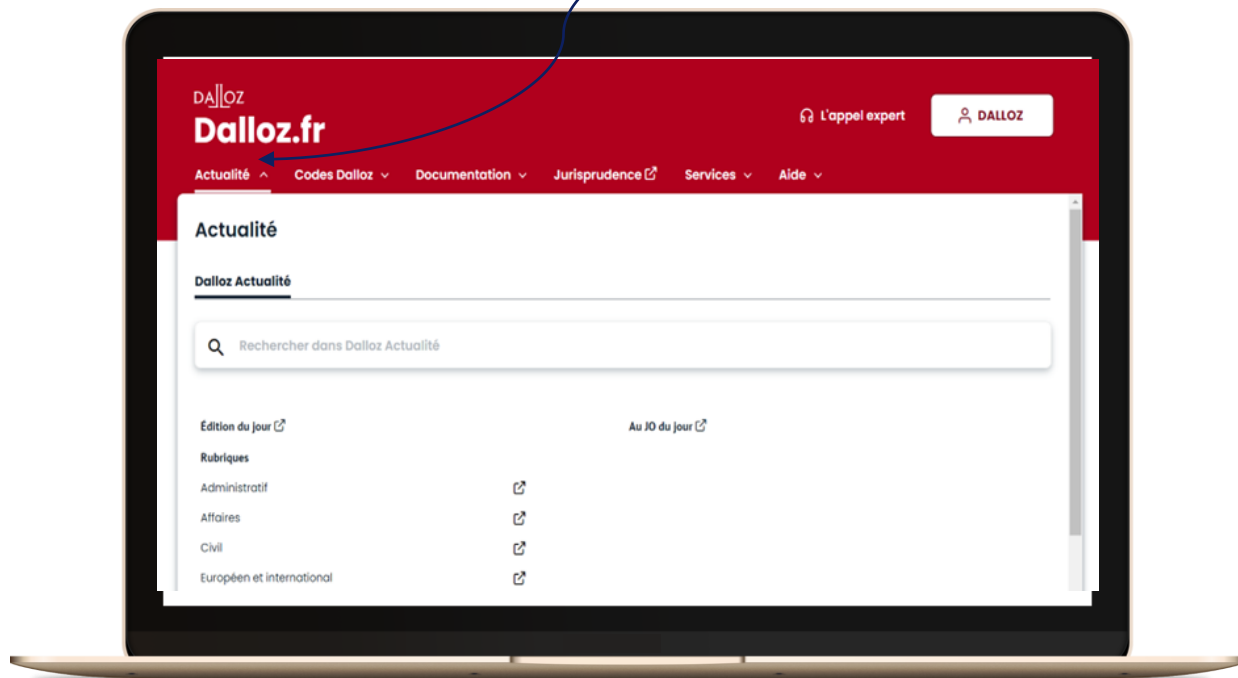 DALLOZ
Dalloz.fr
L'appel expert
DALLOZ
Actualité Codes Dalloz Documentation Jurisprudence Services Aide
Actualité
Dalloz Actualité
Rechercher dans Dalloz Actualité
Édition du jour Au JO du jour
Rubriques
Administratif
Affaires
Civil
Européen et international